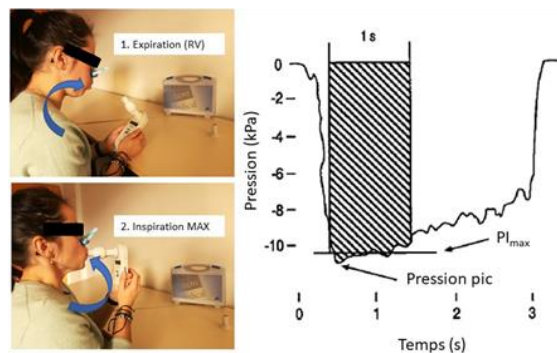 1. Expiration (RV)
2. Inspiration MAX
1 s
Pression (kPa)
0
-2
-4
-6
-8
-10
PImax
Pression pic
0
1
2
3
Temps (s)